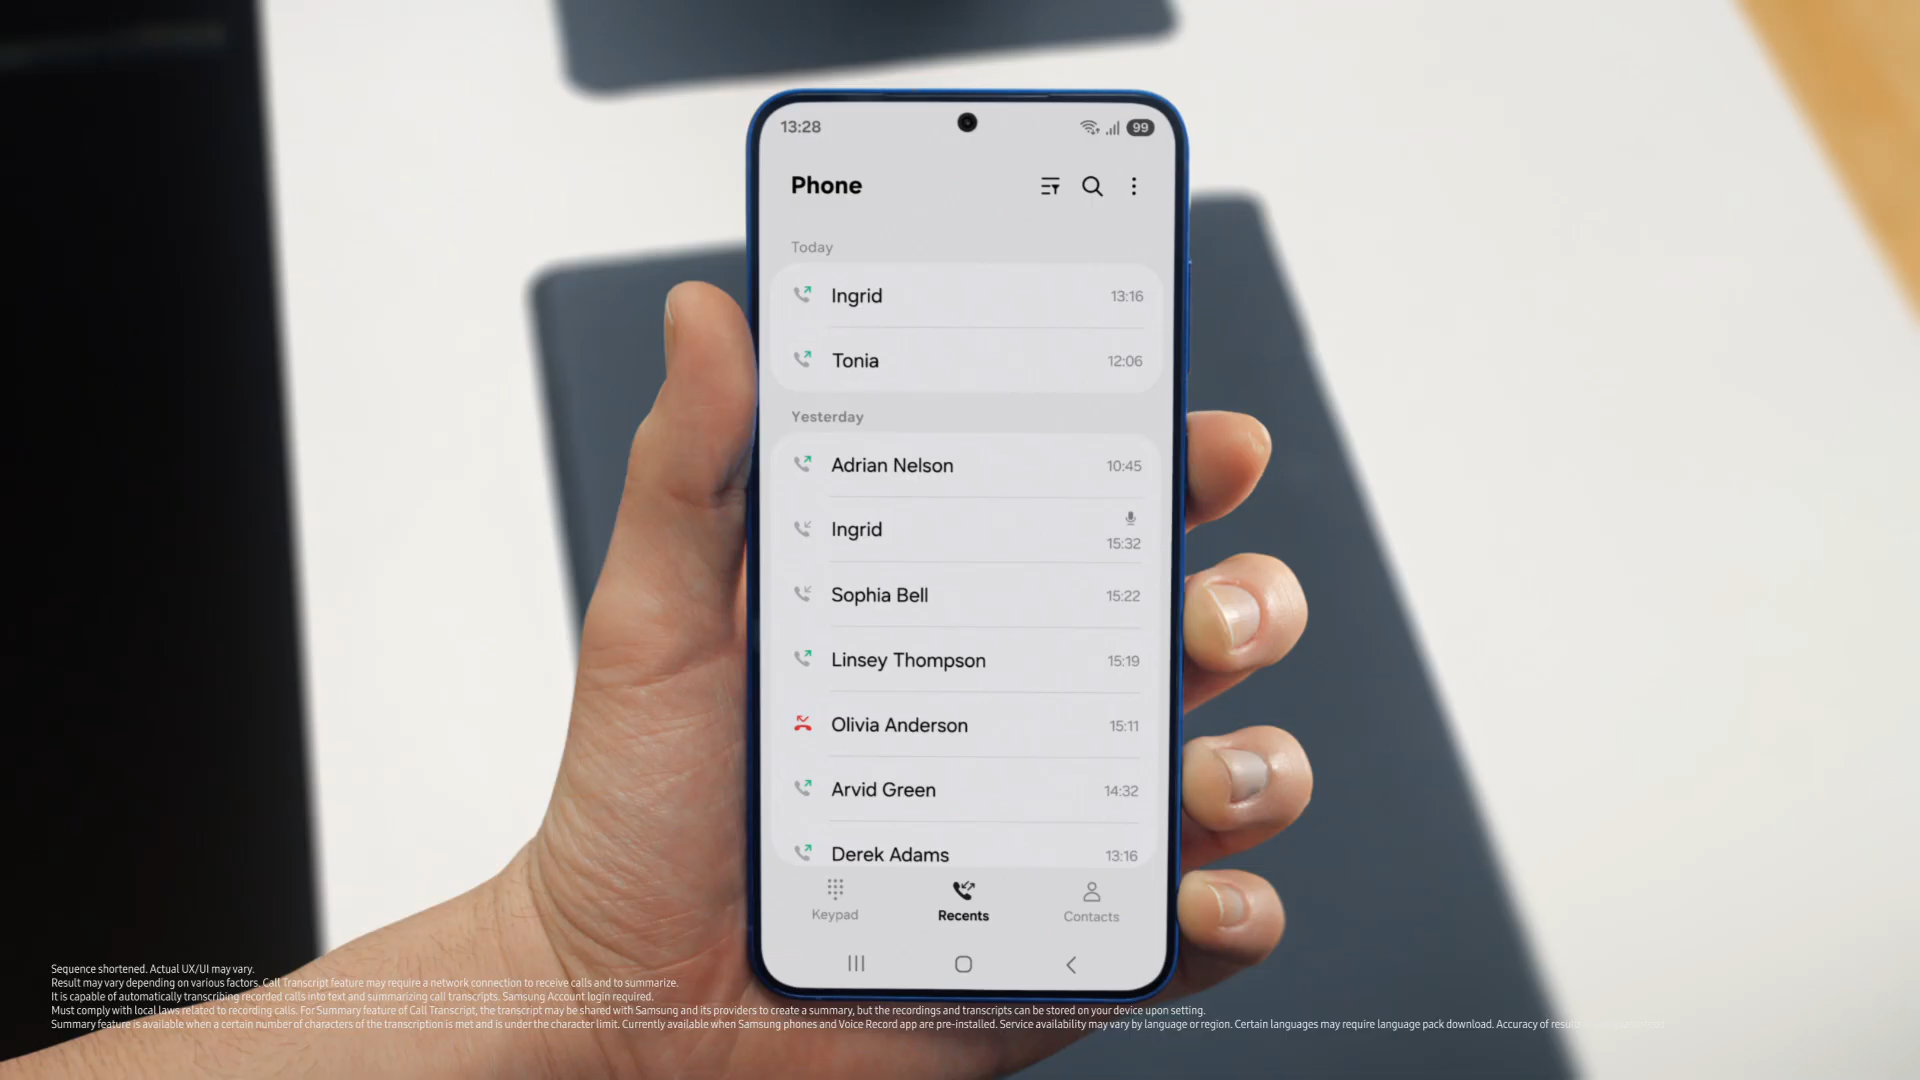 13:28
99
Phone
Today
Ingrid 13:16
Tonia 12:06
Yesterday
Adrian Nelson 10:45
Ingrid 15:32
Sophia Bell 15:22
Linsey Thompson 15:19
Olivia Anderson 15:11
Arvid Green 14:32
Derek Adams 13:16
Keypad Recents Contacts
Sequence shortened. Actual UX/UI may vary.
Result may vary depending on various factors. Call Transcript feature may require a network connection to receive calls and to summarize.
It is capable of automatically transcribing recorded calls into text and summarizing call transcripts. Samsung Account login required.
Must comply with local laws related to recording calls. For Summary feature of Call Transcript, the transcript may be shared with Samsung and its providers to create a summary, but the recordings and transcripts can be stored on your device upon setting.
Summary feature is available when a certain number of characters of the transcription is met and is under the character limit. Currently available when Samsung phones and Voice Record app are pre-installed. Service availability may vary by language or region. Certain languages may require language pack download. Accuracy of